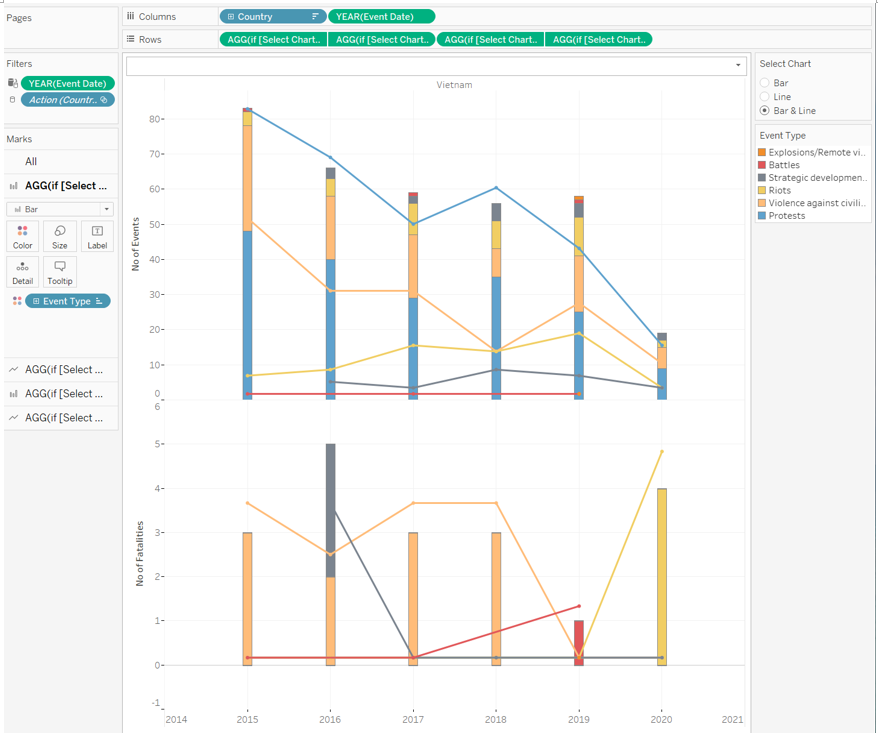 Pages
Columns
Country
YEAR(Event Date)
Rows
AGG(if [Select Chart..
AGG(if [Select Chart..
AGG(if [Select Chart..
AGG(if [Select Chart..
Filters
YEAR(Event Date)
Action (Countr..
Marks
All
AGG(if [Select ...
Bar
Color
Size
Label
Detail
Tooltip
Event Type
AGG(if [Select ...
AGG(if [Select ...
AGG(if [Select ...
Vietnam
No of Events
80
70
60
50
40
30
20
10
0
No of Fatalities
6
5
4
3
2
1
0
-1
2014
2015
2016
2017
2018
2019
2020
2021
Select Chart
Bar
Line
Bar & Line
Event Type
Explosions/Remote vi..
Battles
Strategic developmen..
Riots
Violence against civili..
Protests